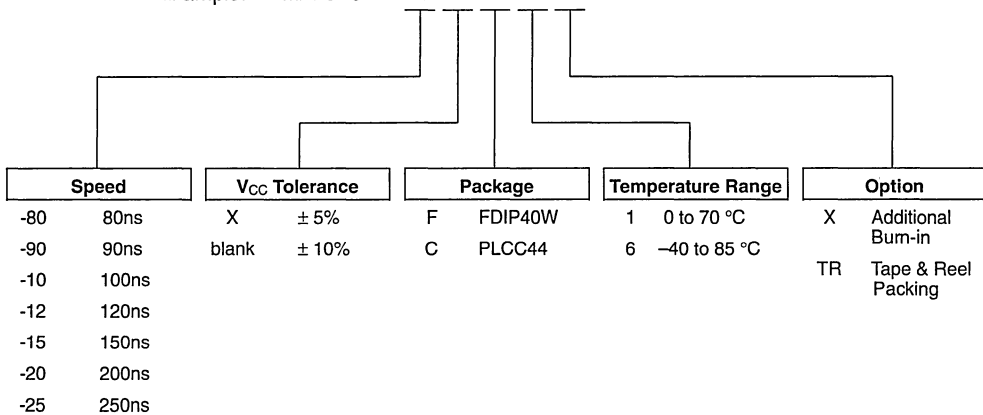 Speed
VCC Tolerance
Package
Temperature Range
Option
-80 80ns
-90 90ns
-10 100ns
-12 120ns
-15 150ns
-20 200ns
-25 250ns
X ± 5%
blank ± 10%
F FDIP40W
C PLCC44
1 0 to 70 °C
6 –40 to 85 °C
X Additional
Burn-in
TR Tape & Reel
Packing